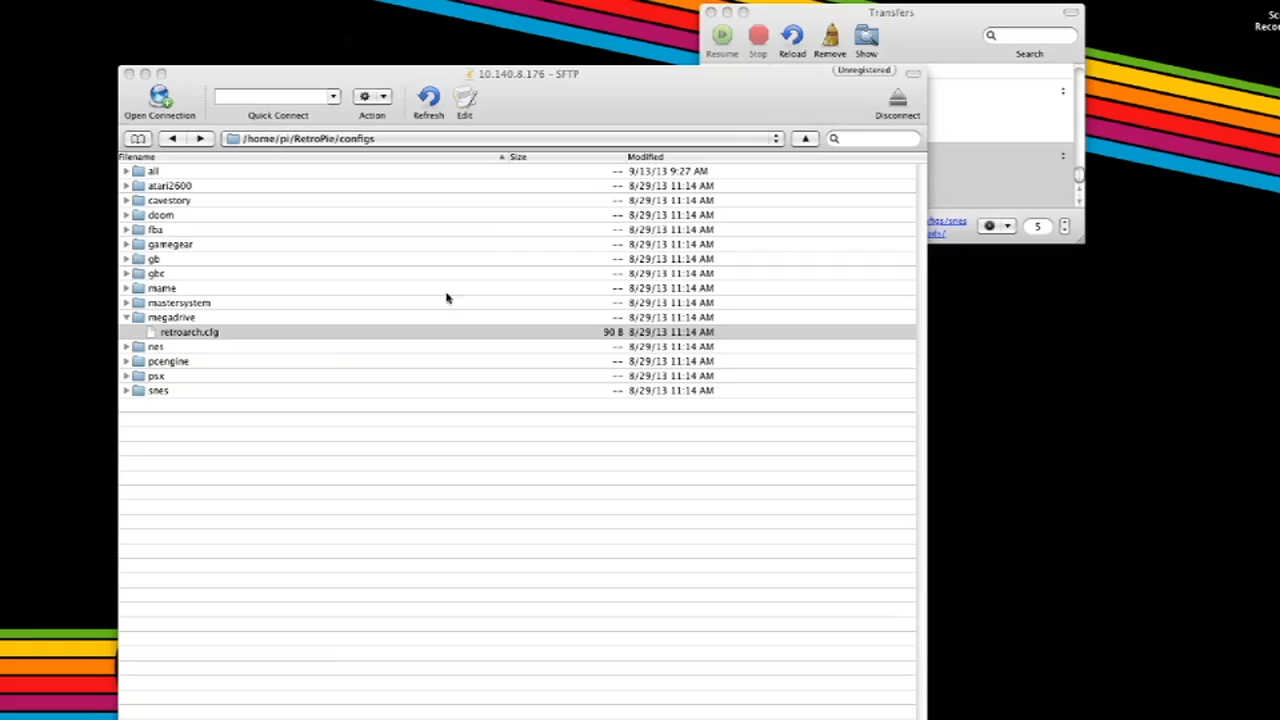 Transfers
Resume Stop Reload Remove Show Search
10.140.8.176 - SFTP
Unregistered
Open Connection Quick Connect Action Refresh Edit Disconnect
/home/pi/RetroPie/configs
Filename Size Modified
all -- 9/13/13 9:27 AM
atari2600 -- 8/29/13 11:14 AM
cavestory -- 8/29/13 11:14 AM
doom -- 8/29/13 11:14 AM
fba -- 8/29/13 11:14 AM
gamegear -- 8/29/13 11:14 AM
gb -- 8/29/13 11:14 AM
gbc -- 8/29/13 11:14 AM
mame -- 8/29/13 11:14 AM
mastersystem -- 8/29/13 11:14 AM
megadrive -- 8/29/13 11:14 AM
retroarch.cfg 90 B 8/29/13 11:14 AM
nes -- 8/29/13 11:14 AM
pcengine -- 8/29/13 11:14 AM
psx -- 8/29/13 11:14 AM
snes -- 8/29/13 11:14 AM
figs/snes
5
Sc
Reco